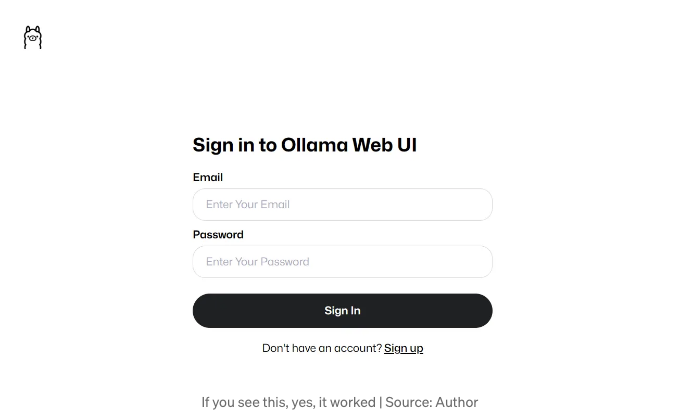 Sign in to Ollama Web UI
Email
Enter Your Email
Password
Enter Your Password
Sign In
Don't have an account? Sign up
If you see this, yes, it worked | Source: Author